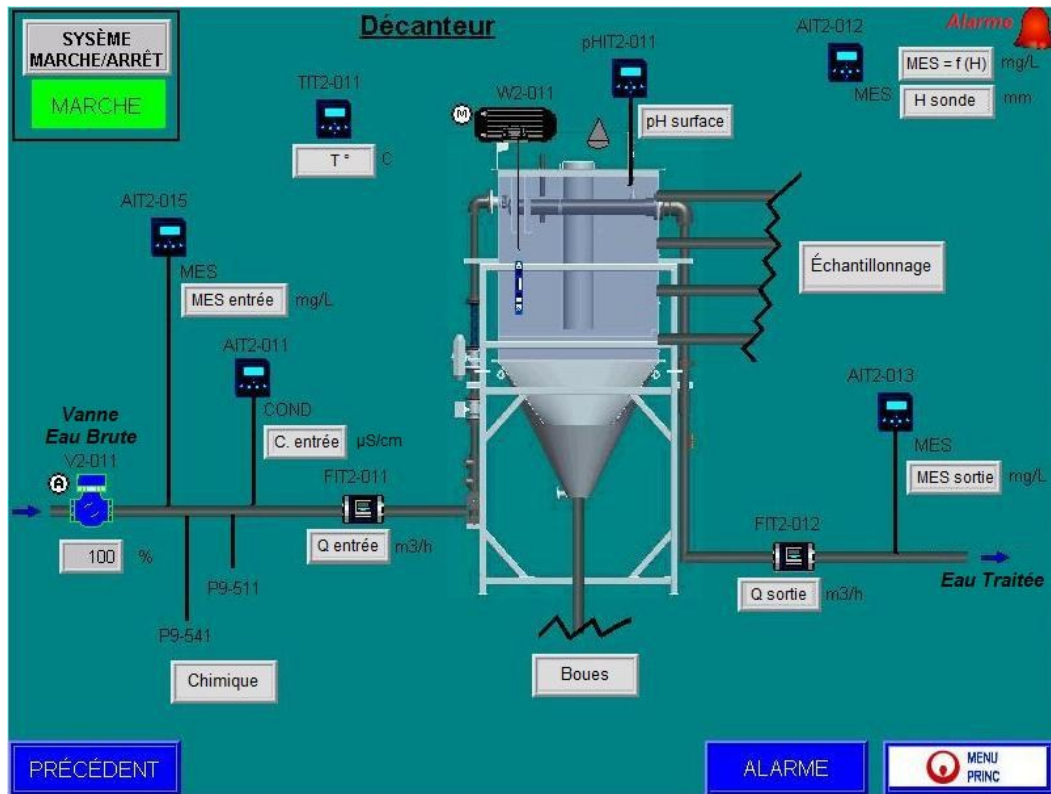 SYSÈME
MARCHE/ARRÊT
MARCHE
Décanteur
Alarme
TIT2-011
T °
C
W2-011
M
pHIT2-011
pH surface
AIT2-012
MES = f (H) mg/L
MES
H sonde mm
AIT2-015
MES
MES entrée mg/L
Échantillonnage
AIT2-011
COND
C. entrée µS/cm
AIT2-013
MES
MES sortie mg/L
Vanne
Eau Brute
V2-011
A
100 %
FIT2-011
Q entrée m3/h
FIT2-012
Q sortie m3/h
Eau Traitée
P9-511
P9-541
Chimique
Boues
PRÉCÉDENT
ALARME
MENU
PRINC